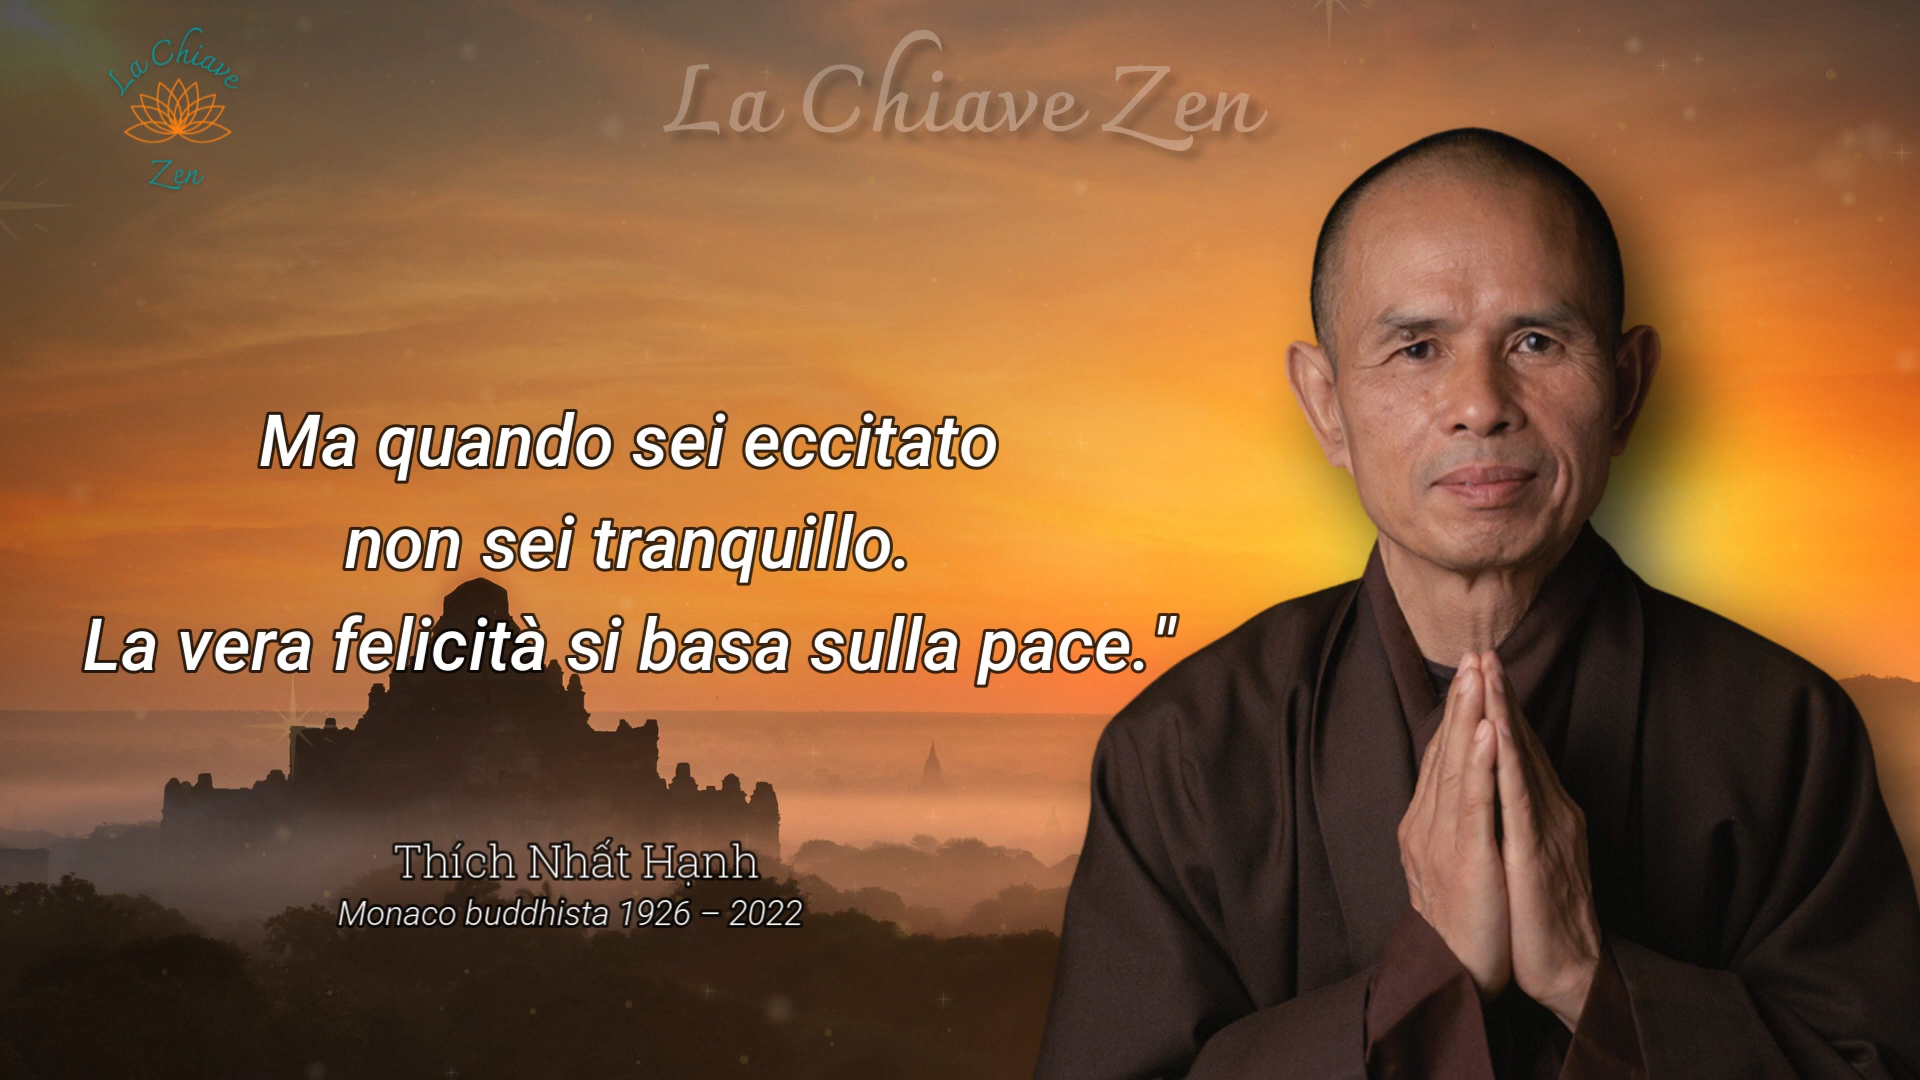 La Chiave
Zen
La Chiave Zen
Ma quando sei eccitato
non sei tranquillo.
La vera felicità si basa sulla pace."
Thích Nhất Hạnh
Monaco buddhista 1926 – 2022